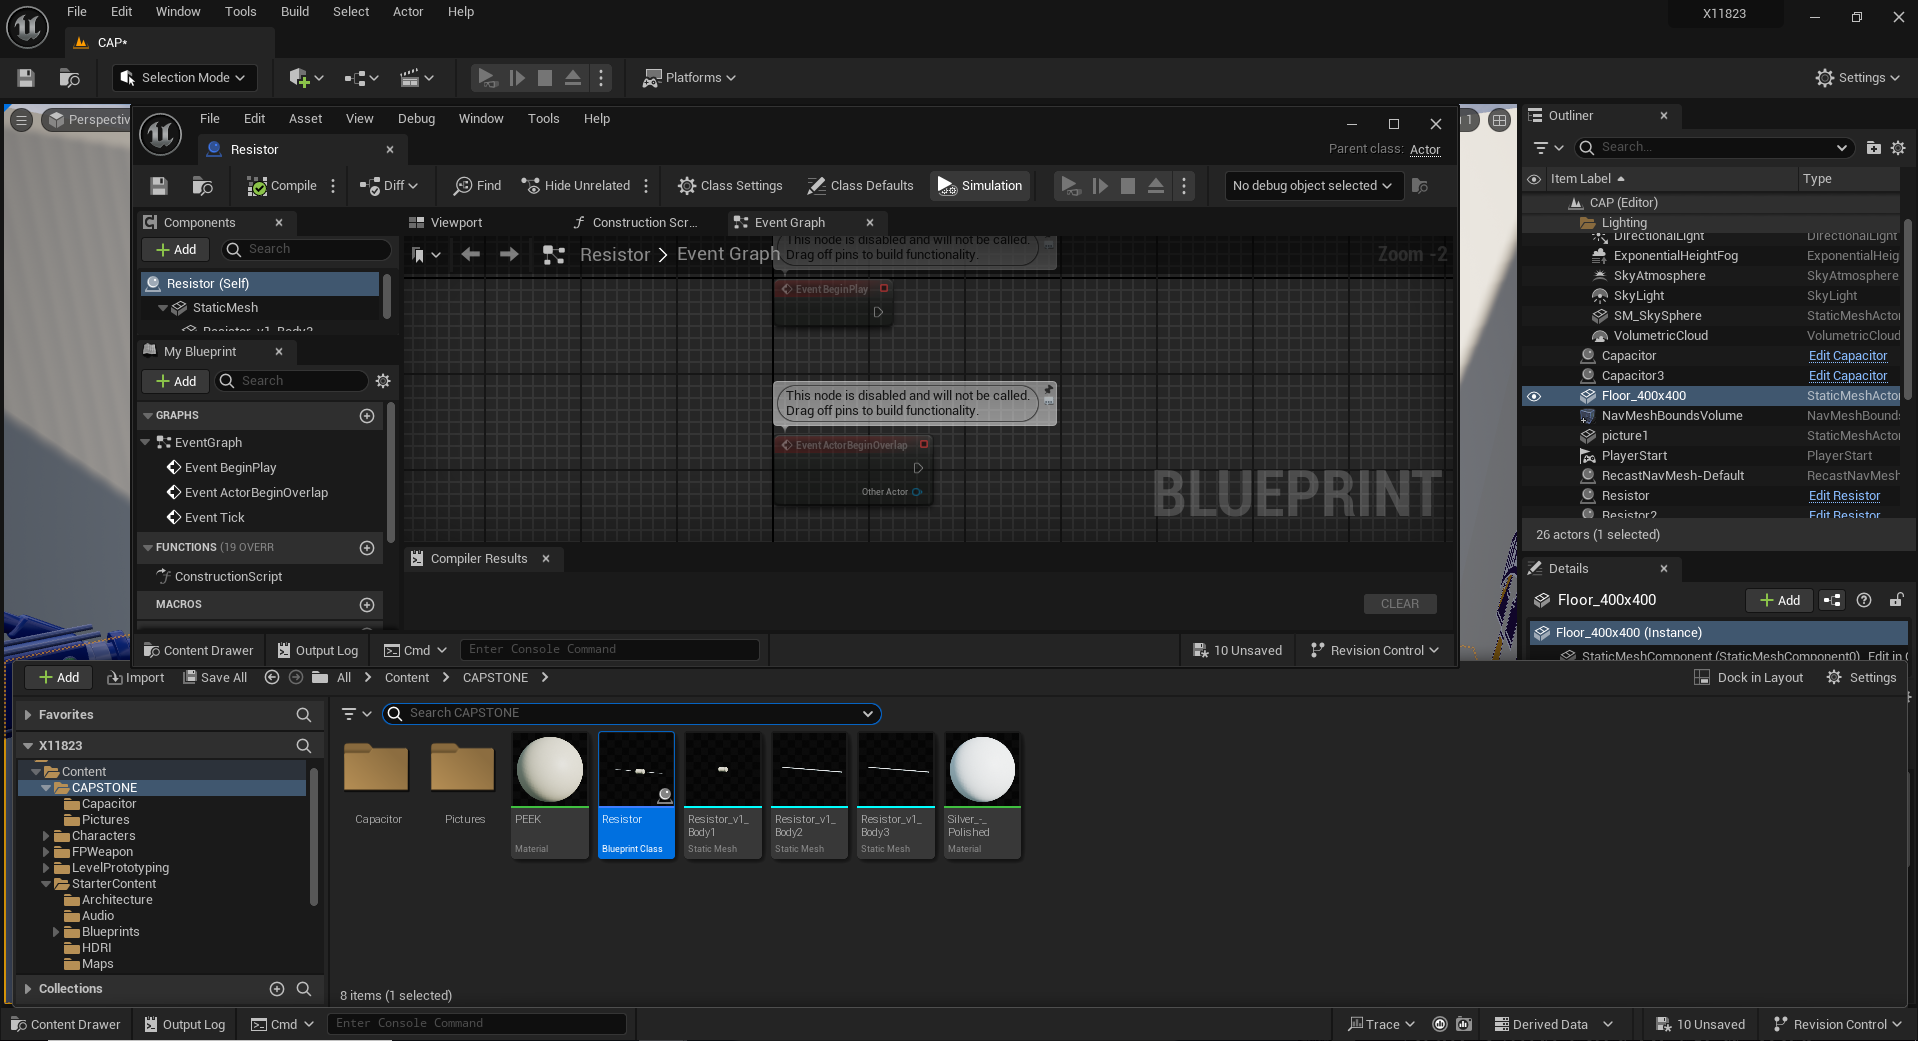 File Edit Window Tools Build Select Actor Help
X11823
CAP*
Selection Mode
Platforms
Settings
Perspectiv
File Edit Asset View Debug Window Tools Help
Resistor
Parent class: Actor
Compile
Diff
Find
Hide Unrelated
Class Settings
Class Defaults
Simulation
No debug object selected
Components
+ Add
Search
Resistor (Self)
StaticMesh
Resistor_v1_Body2
My Blueprint
+ Add
Search
GRAPHS
EventGraph
Event BeginPlay
Event ActorBeginOverlap
Event Tick
FUNCTIONS (19 OVERR
ConstructionScript
MACROS
Viewport
Construction Scr...
Event Graph
Resistor > Event Graph
Zoom -2
This node is disabled and will not be called.
Drag off pins to build functionality.
Event BeginPlay
This node is disabled and will not be called.
Drag off pins to build functionality.
Event ActorBeginOverlap
Other Actor
BLUEPRINT
Compiler Results
CLEAR
Content Drawer
Output Log
Cmd
Enter Console Command
10 Unsaved
Revision Control
1
Outliner
Search...
Item Label
Type
CAP (Editor)
Lighting
DirectionalLight DirectionalLight
ExponentialHeightFog ExponentialHeig
SkyAtmosphere SkyAtmosphere
SkyLight SkyLight
SM_SkySphere StaticMeshActo
VolumetricCloud VolumetricCloud
Capacitor Edit Capacitor
Capacitor3 Edit Capacitor
Floor_400x400 StaticMeshActo
NavMeshBoundsVolume NavMeshBound
picture1 StaticMeshActo
PlayerStart PlayerStart
RecastNavMesh-Default RecastNavMesh
Resistor Edit Resistor
Resistor2 Edit Resistor
26 actors (1 selected)
Details
Floor_400x400
+ Add
Floor_400x400 (Instance)
StaticMeshComponent (StaticMeshComponent0) Edit in C
+ Add
Import
Save All
All > Content > CAPSTONE >
Dock in Layout
Settings
Favorites
X11823
Content
CAPSTONE
Capacitor
Pictures
Characters
FPWeapon
LevelPrototyping
StarterContent
Architecture
Audio
Blueprints
HDRI
Maps
Collections
Search CAPSTONE
Capacitor
Pictures
PEEK
Material
Resistor
Blueprint Class
Resistor_v1_
Body1
Static Mesh
Resistor_v1_
Body2
Static Mesh
Resistor_v1_
Body3
Static Mesh
Silver_-_
Polished
Material
8 items (1 selected)
Content Drawer
Output Log
Cmd
Enter Console Command
Trace
Derived Data
10 Unsaved
Revision Control